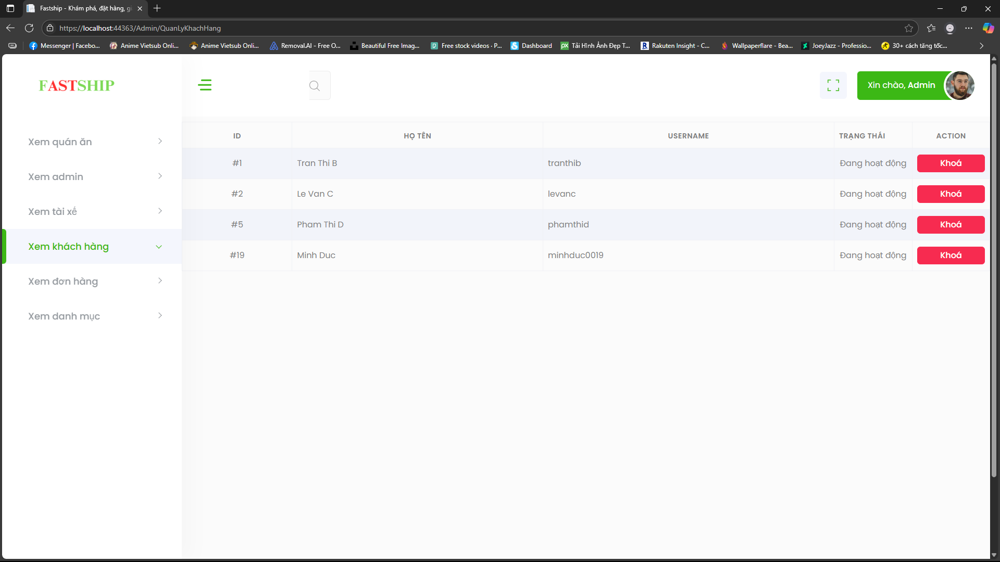 Fastship - Khám phá, đặt hàng, gi
https://localhost:44363/Admin/QuanLyKhachHang
Messenger | Facebo...
Anime Vietsub Onli...
Anime Vietsub Onli...
Removal.AI - Free O...
Beautiful Free Imag...
Free stock videos · P...
Dashboard
Tải Hình Ảnh Đẹp T...
Rakuten Insight - C...
Wallpaperflare - Bea...
JoeyJazz - Professio...
30+ cách tăng tốc...
FASTSHIP
Xin chào, Admin
Xem quán ăn
Xem admin
Xem tài xế
Xem khách hàng
Xem đơn hàng
Xem danh mục
ID HỌ TÊN USERNAME TRẠNG THÁI ACTION
#1 Tran Thi B tranthib Đang hoạt động Khoá
#2 Le Van C levanc Đang hoạt động Khoá
#5 Pham Thi D phamthid Đang hoạt động Khoá
#19 Minh Duc minhduc0019 Đang hoạt động Khoá